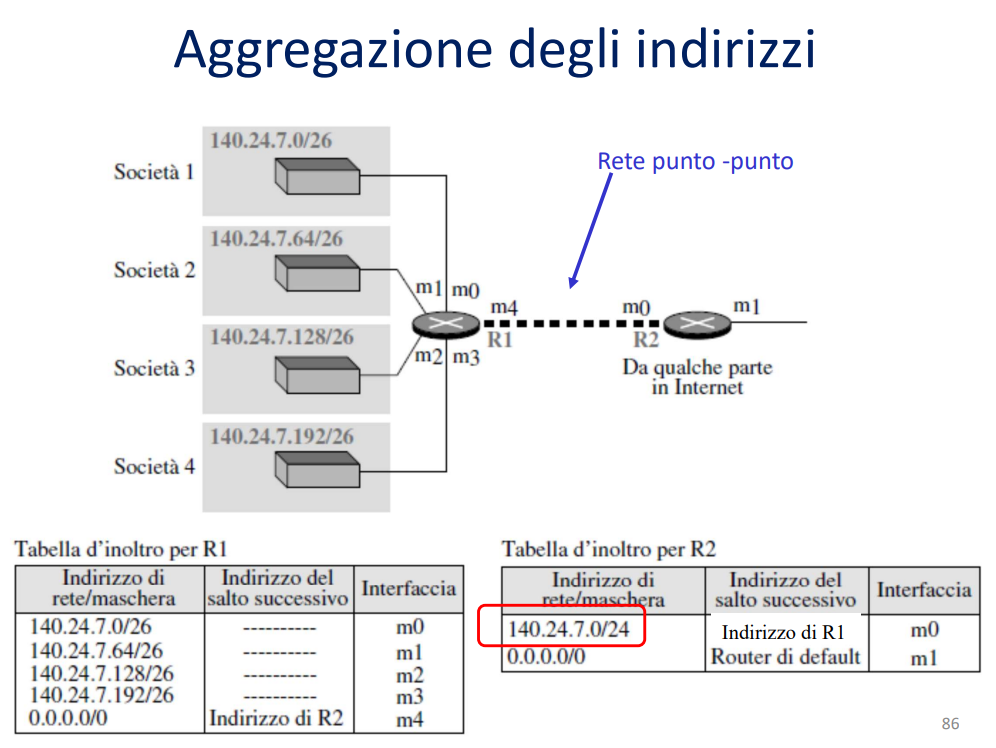 Aggregazione degli indirizzi
140.24.7.0/26
Società 1
Rete punto -punto
140.24.7.64/26
Società 2
m1 m0
m4
m0
m1
R1
R2
140.24.7.128/26
m2 m3
Società 3
Da qualche parte
in Internet
140.24.7.192/26
Società 4
Tabella d'inoltro per R1
Indirizzo di
rete/maschera
Indirizzo del
salto successivo
Interfaccia
140.24.7.0/26 ---------- m0
140.24.7.64/26 ---------- m1
140.24.7.128/26 ---------- m2
140.24.7.192/26 ---------- m3
0.0.0.0/0 Indirizzo di R2 m4
Tabella d'inoltro per R2
Indirizzo di
rete/maschera
Indirizzo del
salto successivo
Interfaccia
140.24.7.0/24 Indirizzo di R1 m0
0.0.0.0/0 Router di default m1
86